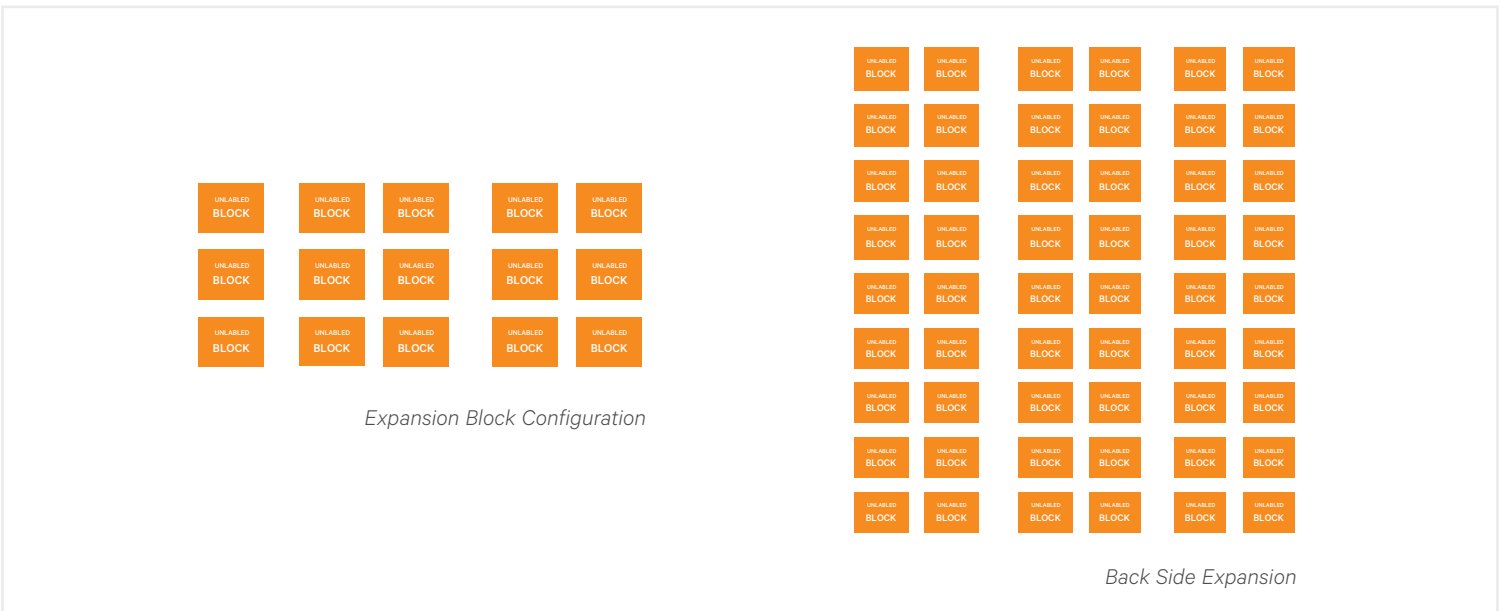 UNLABLED UNLABLED UNLABLED UNLABLED UNLABLED
BLOCK BLOCK BLOCK BLOCK BLOCK
UNLABLED UNLABLED UNLABLED UNLABLED UNLABLED
BLOCK BLOCK BLOCK BLOCK BLOCK
UNLABLED UNLABLED UNLABLED UNLABLED UNLABLED
BLOCK BLOCK BLOCK BLOCK BLOCK
Expansion Block Configuration
UNLABLED UNLABLED UNLABLED UNLABLED UNLABLED UNLABLED
BLOCK BLOCK BLOCK BLOCK BLOCK BLOCK
UNLABLED UNLABLED UNLABLED UNLABLED UNLABLED UNLABLED
BLOCK BLOCK BLOCK BLOCK BLOCK BLOCK
UNLABLED UNLABLED UNLABLED UNLABLED UNLABLED UNLABLED
BLOCK BLOCK BLOCK BLOCK BLOCK BLOCK
UNLABLED UNLABLED UNLABLED UNLABLED UNLABLED UNLABLED
BLOCK BLOCK BLOCK BLOCK BLOCK BLOCK
UNLABLED UNLABLED UNLABLED UNLABLED UNLABLED UNLABLED
BLOCK BLOCK BLOCK BLOCK BLOCK BLOCK
UNLABLED UNLABLED UNLABLED UNLABLED UNLABLED UNLABLED
BLOCK BLOCK BLOCK BLOCK BLOCK BLOCK
UNLABLED UNLABLED UNLABLED UNLABLED UNLABLED UNLABLED
BLOCK BLOCK BLOCK BLOCK BLOCK BLOCK
UNLABLED UNLABLED UNLABLED UNLABLED UNLABLED UNLABLED
BLOCK BLOCK BLOCK BLOCK BLOCK BLOCK
UNLABLED UNLABLED UNLABLED UNLABLED UNLABLED UNLABLED
BLOCK BLOCK BLOCK BLOCK BLOCK BLOCK
Back Side Expansion